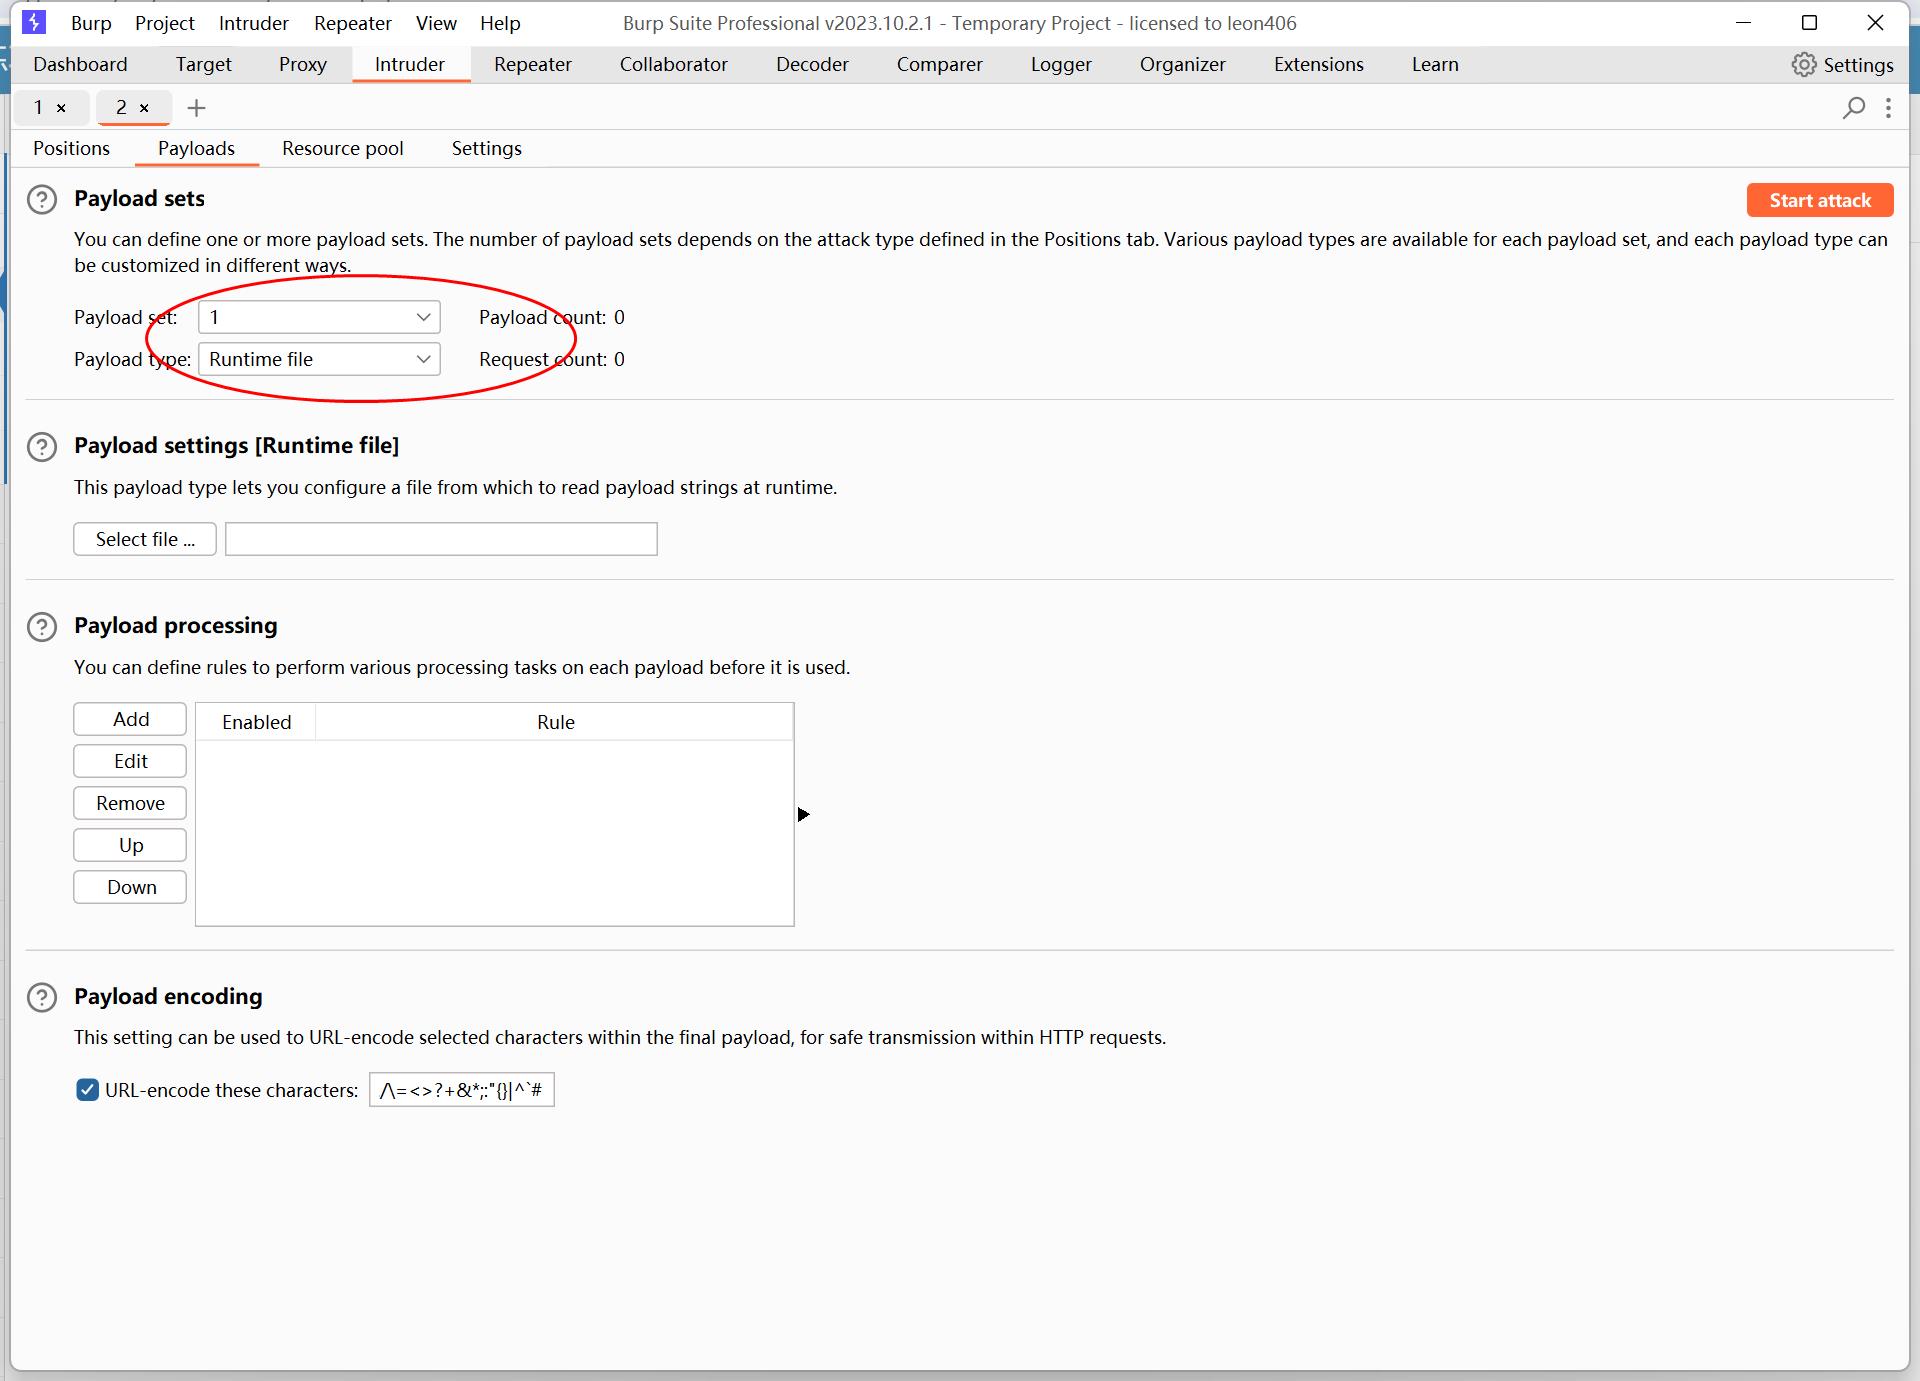 Burp Project Intruder Repeater View Help Burp Suite Professional v2023.10.2.1 - Temporary Project - licensed to leon406
Dashboard Target Proxy Intruder Repeater Collaborator Decoder Comparer Logger Organizer Extensions Learn Settings
1 × 2 × +
Positions Payloads Resource pool Settings
Payload sets Start attack
You can define one or more payload sets. The number of payload sets depends on the attack type defined in the Positions tab. Various payload types are available for each payload set, and each payload type can
be customized in different ways.
Payload set: 1 Payload count: 0
Payload type: Runtime file Request count: 0
Payload settings [Runtime file]
This payload type lets you configure a file from which to read payload strings at runtime.
Select file ...
Payload processing
You can define rules to perform various processing tasks on each payload before it is used.
Add Enabled Rule
Edit
Remove
Up
Down
Payload encoding
This setting can be used to URL-encode selected characters within the final payload, for safe transmission within HTTP requests.
URL-encode these characters: /\=<>?+&*;:"{}|^`#